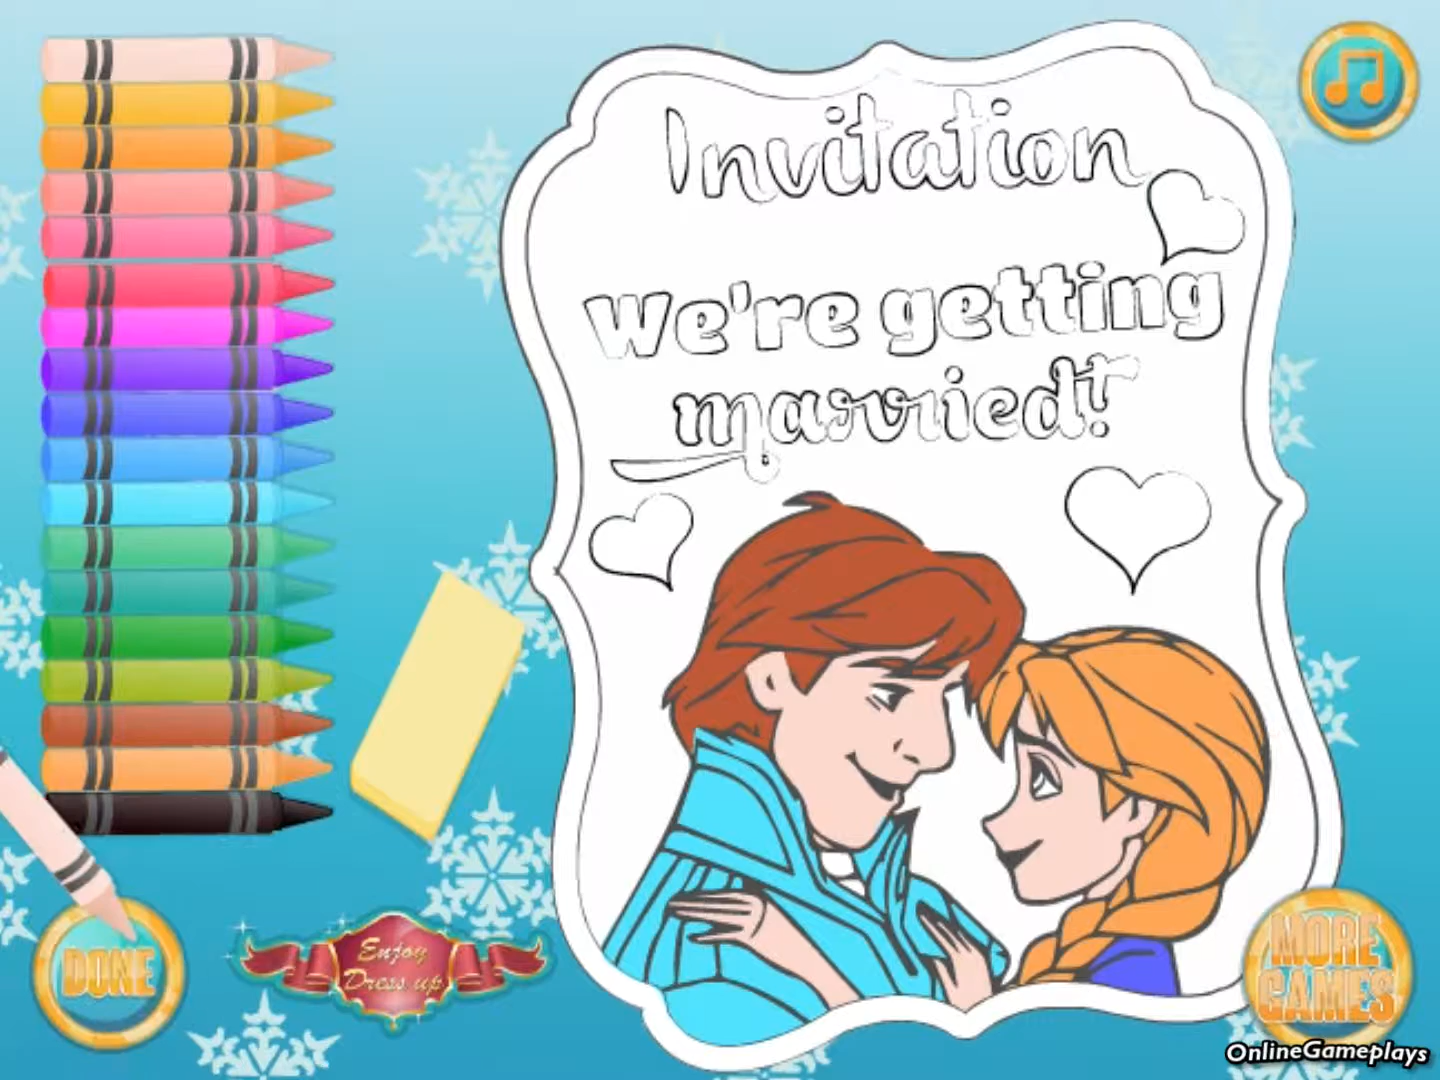 Invitation
We're getting
married!
Enjoy
Dress up
DONE
MORE
GAMES
OnlineGameplays